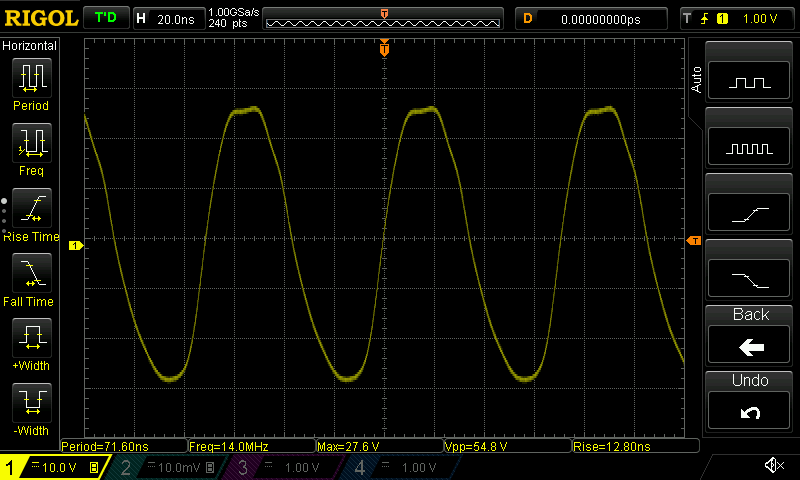 RIGOL T'D H 20.0ns 1.00GSa/s 240 pts D 0.00000000ps T 1 1.00 V
Horizontal
Period
Freq
Rise Time
Fall Time
+Width
-Width
T
1
T
Auto
Back
Undo
Period=71.60ns Freq=14.0MHz Max=27.6 V Vpp=54.8 V Rise=12.80ns
1 10.0 V B 2 10.0mV B 3 1.00 V 4 1.00 V